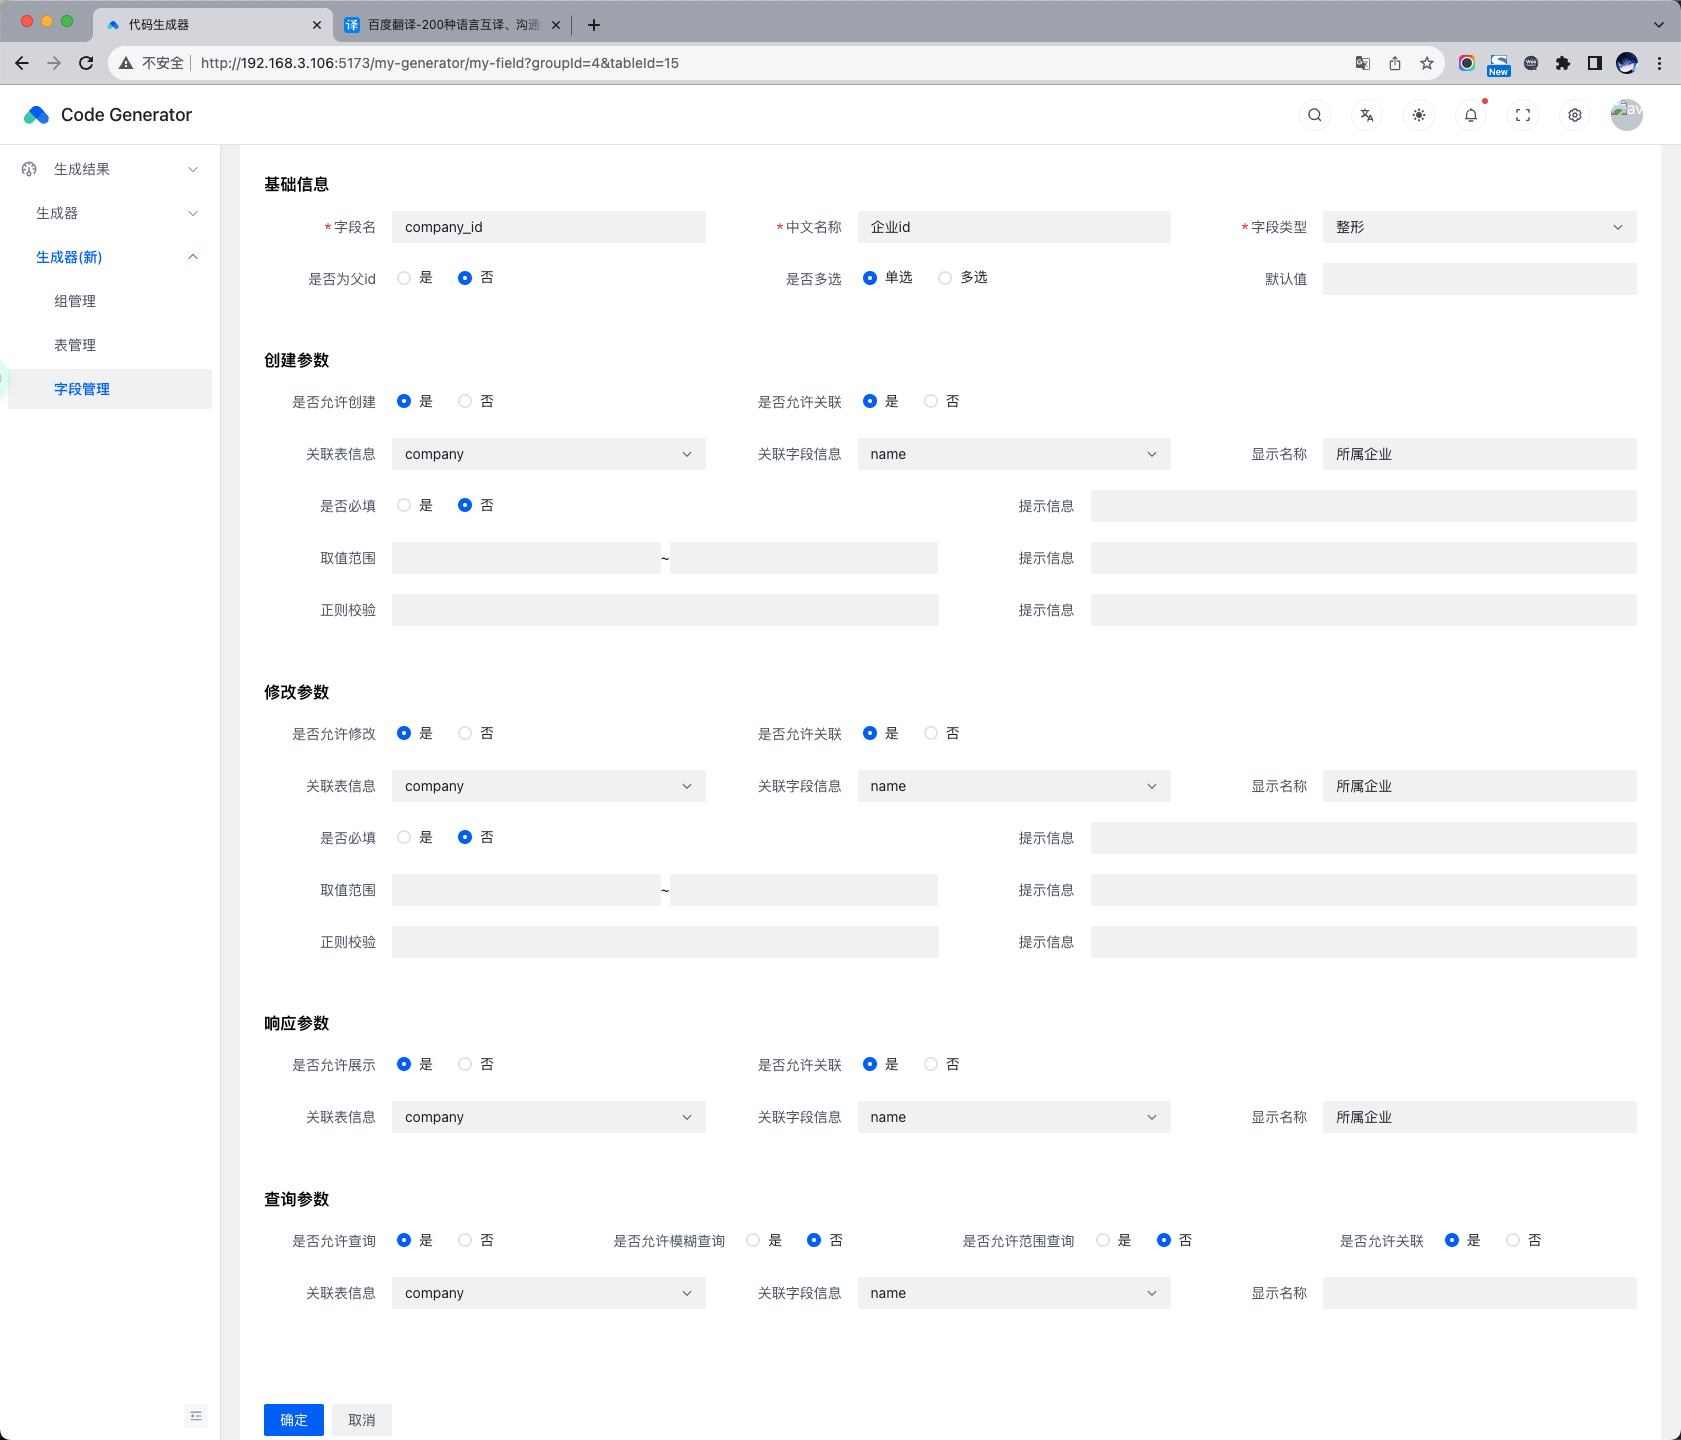 代码生成器
百度翻译-200种语言互译、沟通
不安全
http://192.168.3.106:5173/my-generator/my-field?groupId=4&tableId=15
New
Code Generator
生成结果
生成器
生成器(新)
组管理
表管理
字段管理
基础信息
*字段名 company_id *中文名称 企业id *字段类型 整形
是否为父id 是 否 是否多选 单选 多选 默认值
创建参数
是否允许创建 是 否 是否允许关联 是 否
关联表信息 company 关联字段信息 name 显示名称 所属企业
是否必填 是 否 提示信息
取值范围 ~ 提示信息
正则校验 提示信息
修改参数
是否允许修改 是 否 是否允许关联 是 否
关联表信息 company 关联字段信息 name 显示名称 所属企业
是否必填 是 否 提示信息
取值范围 ~ 提示信息
正则校验 提示信息
响应参数
是否允许展示 是 否 是否允许关联 是 否
关联表信息 company 关联字段信息 name 显示名称 所属企业
查询参数
是否允许查询 是 否 是否允许模糊查询 是 否 是否允许范围查询 是 否 是否允许关联 是 否
关联表信息 company 关联字段信息 name 显示名称
确定 取消